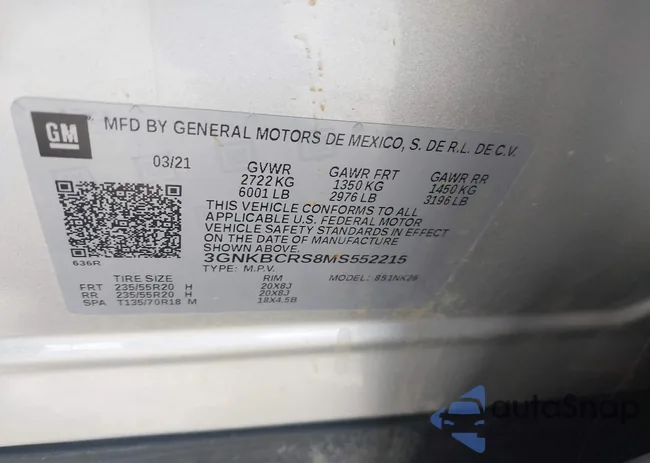 GM
MFD BY GENERAL MOTORS DE MEXICO, S. DE R.L. DE C.V.
03/21 GVWR GAWR FRT GAWR RR
2722 KG 1350 KG 1450 KG
6001 LB 2976 LB 3196 LB
THIS VEHICLE CONFORMS TO ALL
APPLICABLE U.S. FEDERAL MOTOR
VEHICLE SAFETY STANDARDS IN EFFECT
ON THE DATE OF MANUFACTURE
SHOWN ABOVE.
636R 3GNKBCRS8MS552215
TYPE: M.P.V. MODEL: 8S1NK26
TIRE SIZE RIM
FRT 235/55R20 H 20X8J
RR 235/55R20 H 20X8J
SPA T135/70R18 M 18X4.5B
autoSnap